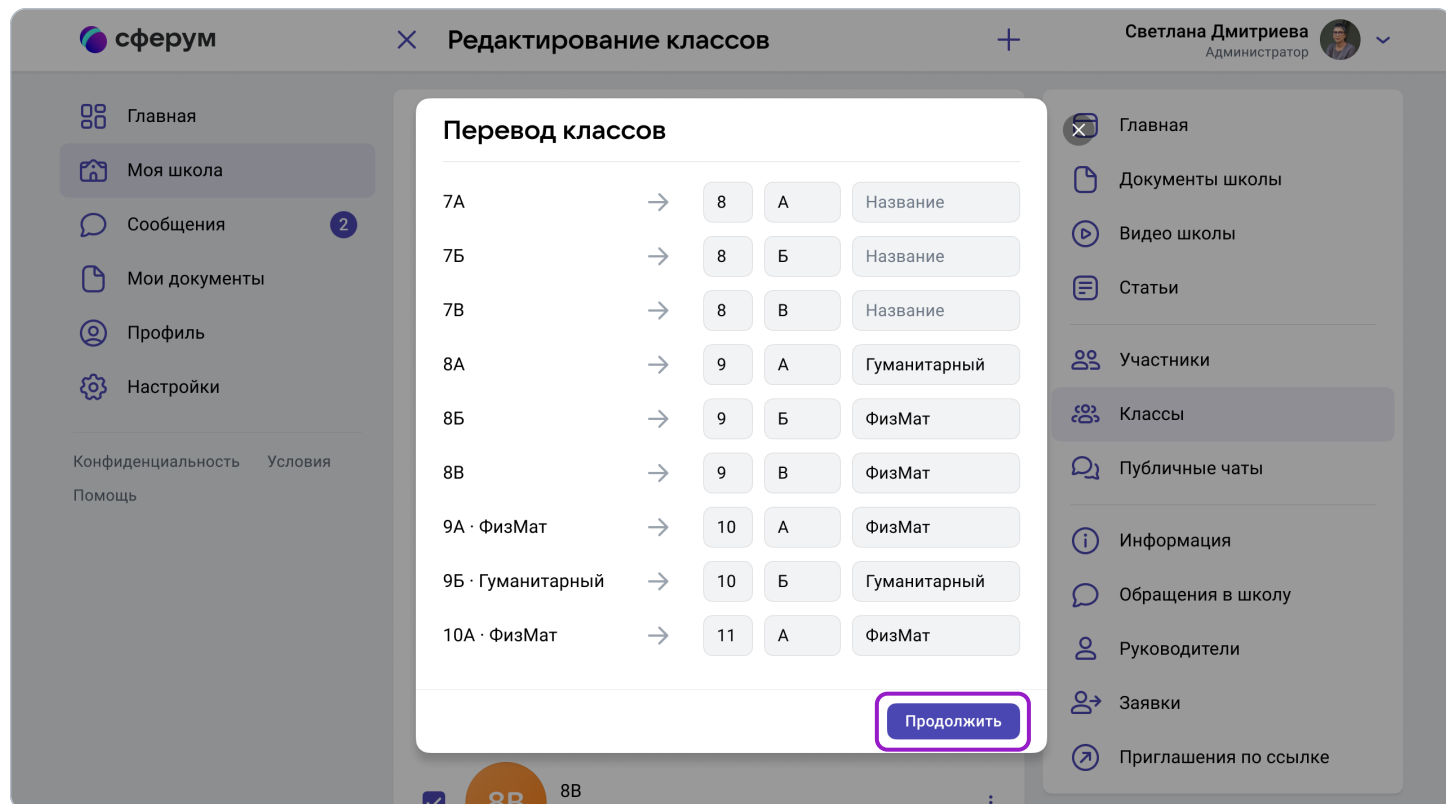 сферум
Редактирование классов
Светлана Дмитриева
Администратор
Главная
Моя школа
Сообщения 2
Мои документы
Профиль
Настройки
Конфиденциальность Условия
Помощь
Перевод классов
7А 8 А Название
7Б 8 Б Название
7В 8 В Название
8А 9 А Гуманитарный
8Б 9 Б ФизМат
8В 9 В ФизМат
9А · ФизМат 10 А ФизМат
9Б · Гуманитарный 10 Б Гуманитарный
10А · ФизМат 11 А ФизМат
Продолжить
8В
8В
Главная
Документы школы
Видео школы
Статьи
Участники
Классы
Публичные чаты
Информация
Обращения в школу
Руководители
Заявки
Приглашения по ссылке